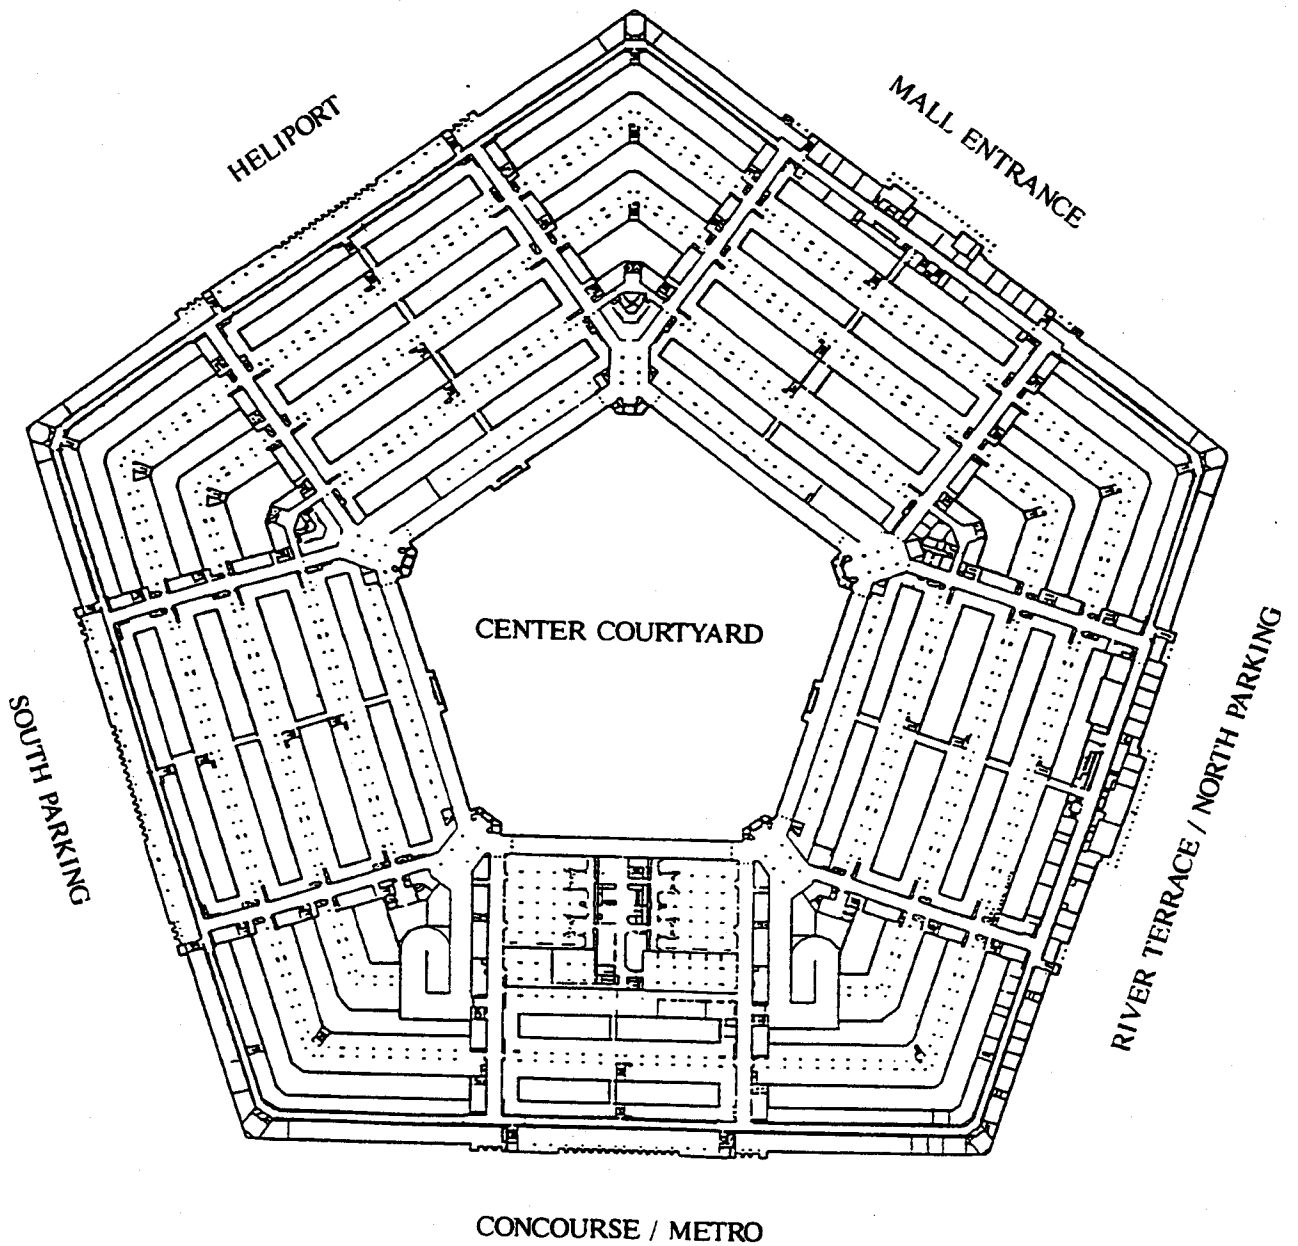 HELIPORT
MALL ENTRANCE
CENTER COURTYARD
SOUTH PARKING
RIVER TERRACE / NORTH PARKING
CONCOURSE / METRO